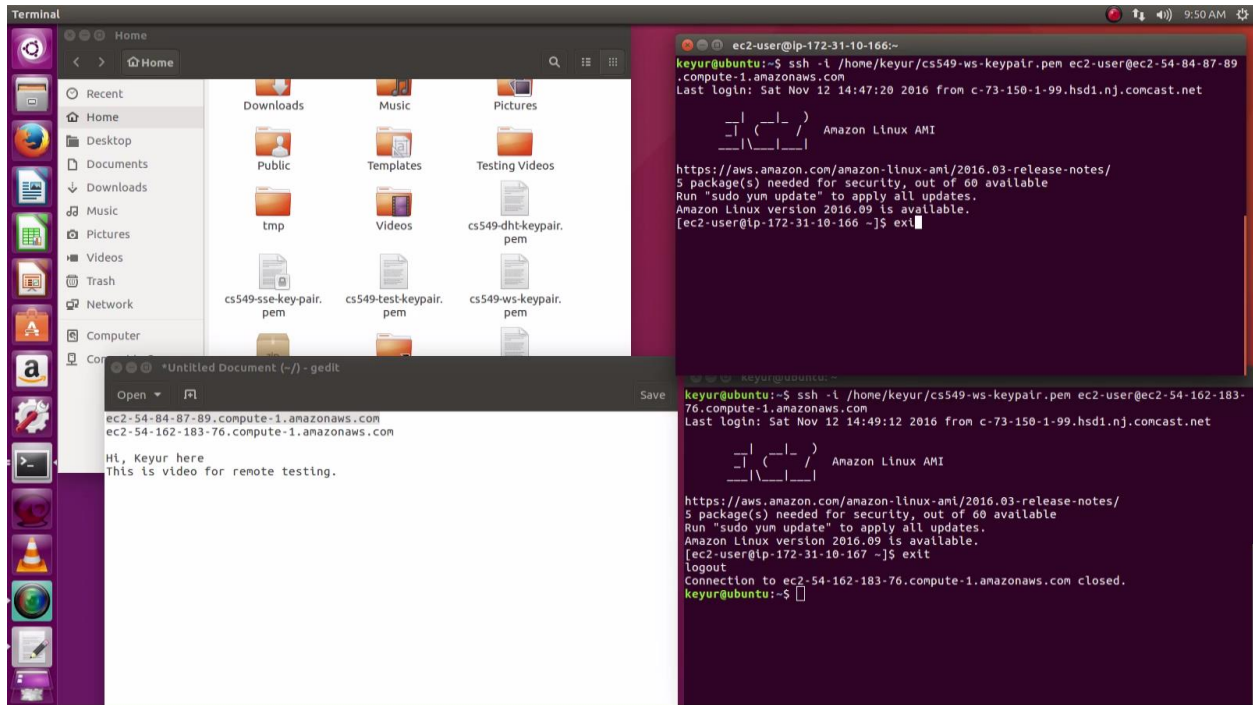 Terminal
9:50 AM
Home
Home
Recent
Home
Desktop
Documents
Downloads
Music
Pictures
Videos
Trash
Network
Computer
Downloads
Music
Pictures
Public
Templates
Testing Videos
tmp
Videos
cs549-dht-keypair.
pem
cs549-sse-key-pair.
pem
cs549-test-keypair.
pem
cs549-ws-keypair.
pem
*Untitled Document (~/) - gedit
Open
Save
ec2-54-84-87-89.compute-1.amazonaws.com
ec2-54-162-183-76.compute-1.amazonaws.com
Hi, Keyur here
This is video for remote testing.
ec2-user@ip-172-31-10-166:~
keyur@ubuntu:~$ ssh -i /home/keyur/cs549-ws-keypair.pem ec2-user@ec2-54-84-87-89
.compute-1.amazonaws.com
Last login: Sat Nov 12 14:47:20 2016 from c-73-150-1-99.hsd1.nj.comcast.net
__|  __|_  )
_|  (     /   Amazon Linux AMI
___|\___|___|
https://aws.amazon.com/amazon-linux-ami/2016.03-release-notes/
5 package(s) needed for security, out of 60 available
Run "sudo yum update" to apply all updates.
Amazon Linux version 2016.09 is available.
[ec2-user@ip-172-31-10-166 ~]$ exi
keyur@ubuntu: ~
keyur@ubuntu:~$ ssh -i /home/keyur/cs549-ws-keypair.pem ec2-user@ec2-54-162-183-
76.compute-1.amazonaws.com
Last login: Sat Nov 12 14:49:12 2016 from c-73-150-1-99.hsd1.nj.comcast.net
__|  __|_  )
_|  (     /   Amazon Linux AMI
___|\___|___|
https://aws.amazon.com/amazon-linux-ami/2016.03-release-notes/
5 package(s) needed for security, out of 60 available
Run "sudo yum update" to apply all updates.
Amazon Linux version 2016.09 is available.
[ec2-user@ip-172-31-10-167 ~]$ exit
logout
Connection to ec2-54-162-183-76.compute-1.amazonaws.com closed.
keyur@ubuntu:~$